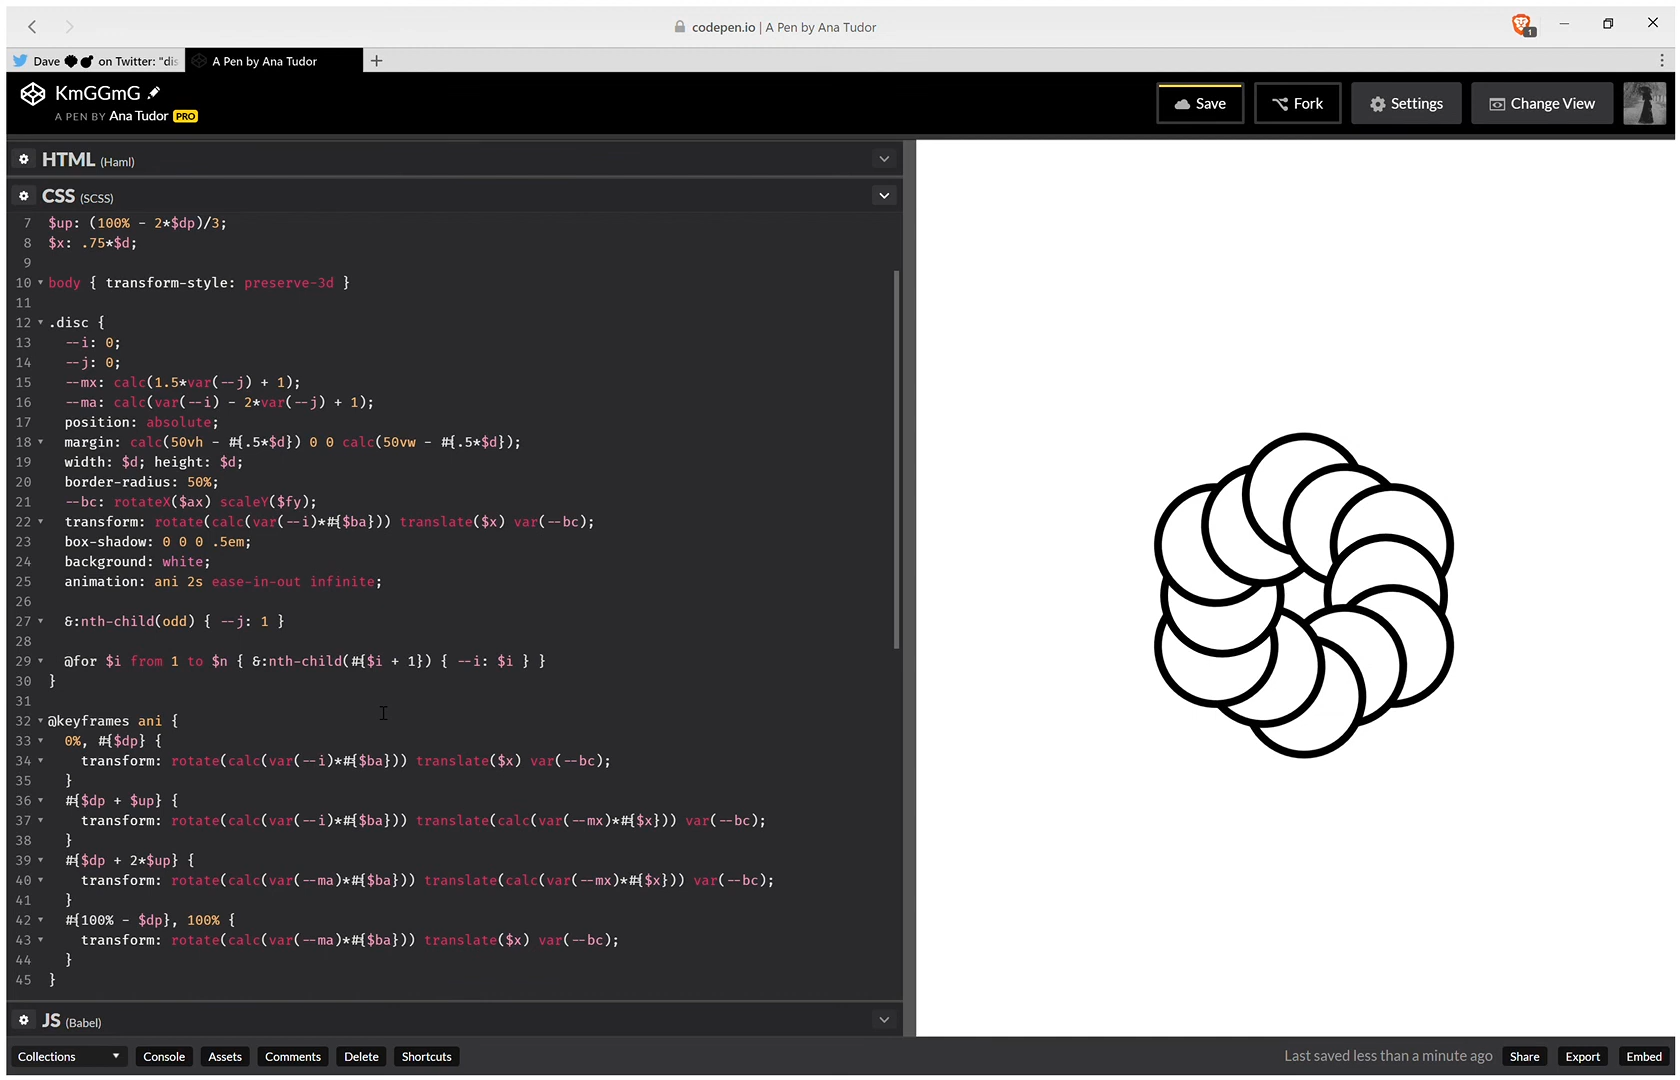 codepen.io | A Pen by Ana Tudor
1
Dave on Twitter: "dis
A Pen by Ana Tudor
+
KmGGmG
A PEN BY Ana Tudor PRO
Save
Fork
Settings
Change View
HTML (Haml)
CSS (SCSS)
7 $up: (100% - 2*$dp)/3;
8 $x: .75*$d;
9
10 body { transform-style: preserve-3d }
11
12 .disc {
13 --i: 0;
14 --j: 0;
15 --mx: calc(1.5*var(--j) + 1);
16 --ma: calc(var(--i) - 2*var(--j) + 1);
17 position: absolute;
18 margin: calc(50vh - #{.5*$d}) 0 0 calc(50vw - #{.5*$d});
19 width: $d; height: $d;
20 border-radius: 50%;
21 --bc: rotateX($ax) scaleY($fy);
22 transform: rotate(calc(var(--i)*#{$ba})) translate($x) var(--bc);
23 box-shadow: 0 0 0 .5em;
24 background: white;
25 animation: ani 2s ease-in-out infinite;
26
27 &:nth-child(odd) { --j: 1 }
28
29 @for $i from 1 to $n { &:nth-child(#{$i + 1}) { --i: $i } }
30 }
31
32 @keyframes ani {
33 0%, #{$dp} {
34 transform: rotate(calc(var(--i)*#{$ba})) translate($x) var(--bc);
35 }
36 #{$dp + $up} {
37 transform: rotate(calc(var(--i)*#{$ba})) translate(calc(var(--mx)*#{$x})) var(--bc);
38 }
39 #{$dp + 2*$up} {
40 transform: rotate(calc(var(--ma)*#{$ba})) translate(calc(var(--mx)*#{$x})) var(--bc);
41 }
42 #{100% - $dp}, 100% {
43 transform: rotate(calc(var(--ma)*#{$ba})) translate($x) var(--bc);
44 }
45 }
JS (Babel)
Collections
Console
Assets
Comments
Delete
Shortcuts
Last saved less than a minute ago
Share
Export
Embed